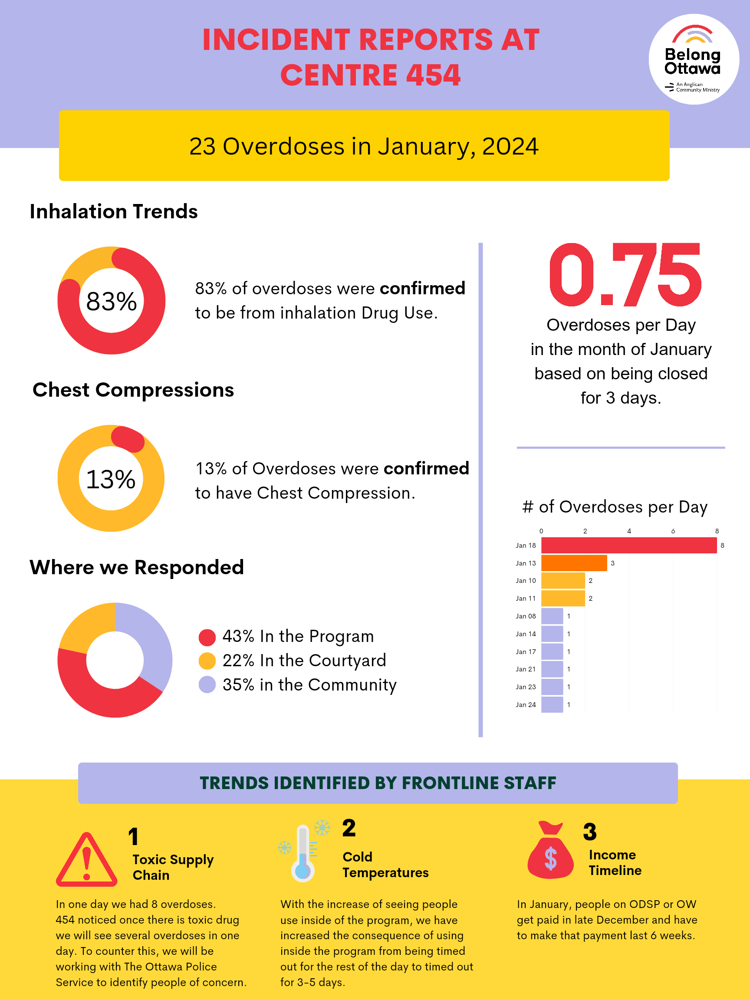 INCIDENT REPORTS AT
CENTRE 454
Belong
Ottawa
An Anglican
Community Ministry
23 Overdoses in January, 2024
Inhalation Trends
83%
83% of overdoses were confirmed
to be from inhalation Drug Use.
Chest Compressions
13%
13% of Overdoses were confirmed
to have Chest Compression.
Where we Responded
43% In the Program
22% In the Courtyard
35% in the Community
0.75
Overdoses per Day
in the month of January
based on being closed
for 3 days.
# of Overdoses per Day
0 2 4 6 8
Jan 18 8
Jan 13 3
Jan 10 2
Jan 11 2
Jan 08 1
Jan 14 1
Jan 17 1
Jan 21 1
Jan 23 1
Jan 24 1
TRENDS IDENTIFIED BY FRONTLINE STAFF
1
Toxic Supply
Chain
In one day we had 8 overdoses.
454 noticed once there is toxic drug
we will see several overdoses in one
day. To counter this, we will be
working with The Ottawa Police
Service to identify people of concern.
2
Cold
Temperatures
With the increase of seeing people
use inside of the program, we have
increased the consequence of using
inside the program from being timed
out for the rest of the day to timed out
for 3-5 days.
$
3
Income
Timeline
In January, people on ODSP or OW
get paid in late December and have
to make that payment last 6 weeks.